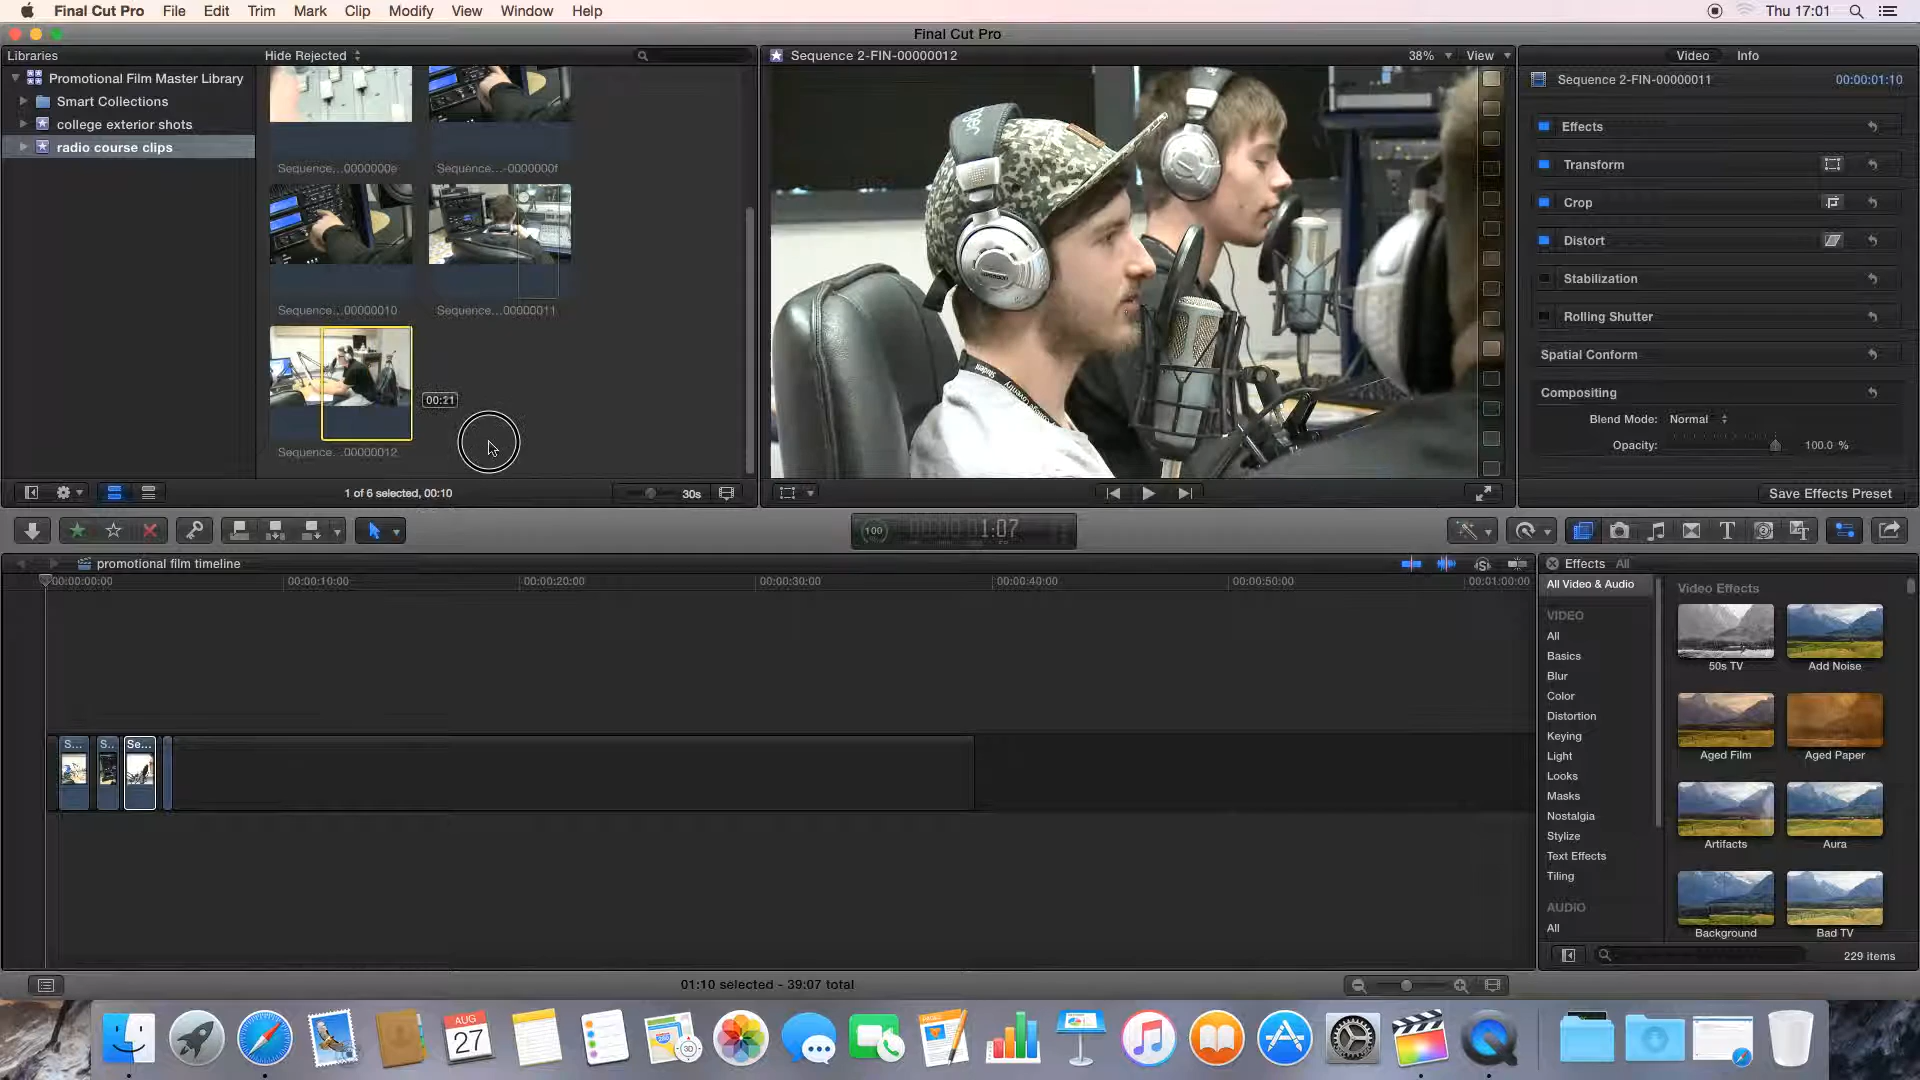 Final Cut Pro File Edit Trim Mark Clip Modify View Window Help Thu 17:01
Final Cut Pro
Libraries Hide Rejected Sequence 2-FIN-00000012 38% View Video Info
Promotional Film Master Library
Smart Collections
college exterior shots
radio course clips
Sequence...0000000e Sequence...-0000000f
Sequence...00000010 Sequence...00000011
00:21
Sequence...00000012
1 of 6 selected, 00:10 30s
Sequence 2-FIN-00000011 00:00:01:10
Effects
Transform
Crop
Distort
Stabilization
Rolling Shutter
Spatial Conform
Compositing
Blend Mode: Normal
Opacity: 100.0 %
Save Effects Preset
100 1:07
promotional film timeline
00:00:00:00 00:00:10:00 00:00:20:00 00:00:30:00 00:00:40:00 00:00:50:00 00:01:00:00
S... S.. Se...
01:10 selected - 39:07 total
Effects All
All Video & Audio
VIDEO
All
Basics
Blur
Color
Distortion
Keying
Light
Looks
Masks
Nostalgia
Stylize
Text Effects
Tiling
AUDIO
All
Video Effects
50s TV Add Noise
Aged Film Aged Paper
Artifacts Aura
Background Bad TV
229 items
AUG
27